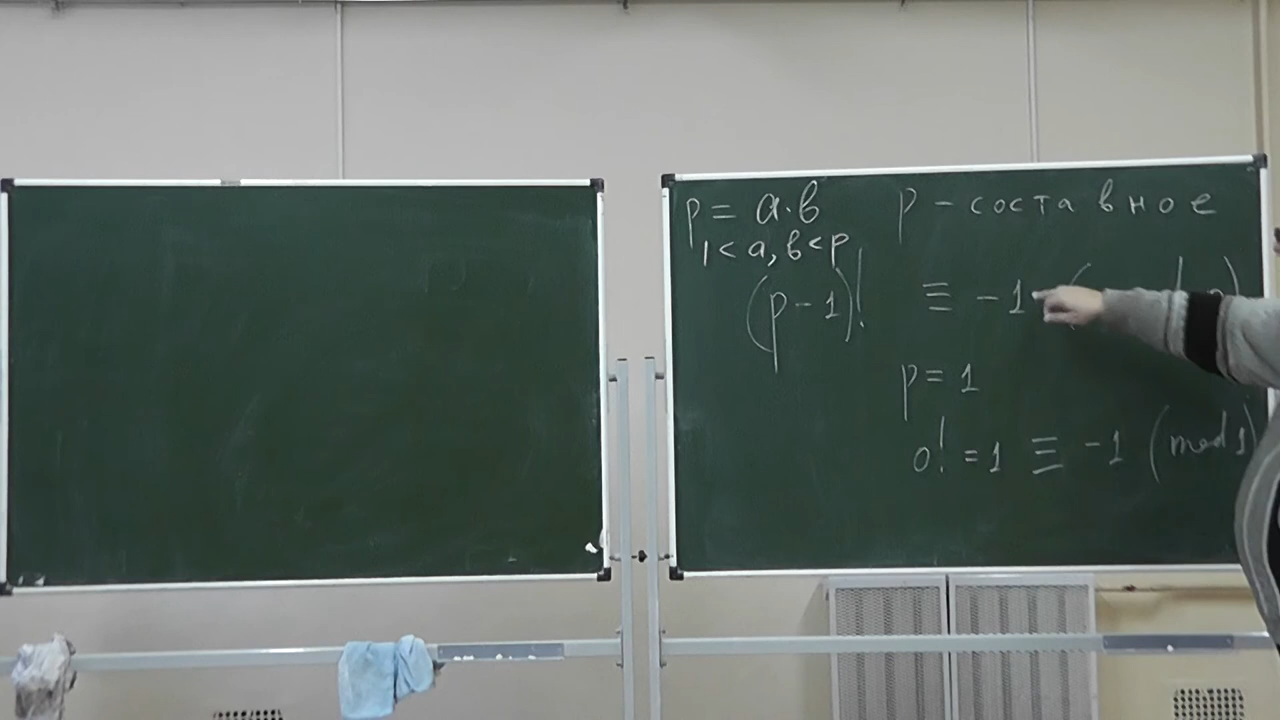 p = a·в p – составное
1 < a, в < p
(p – 1)! ≡ –1
p = 1
0! = 1 ≡ –1 (mod 1)